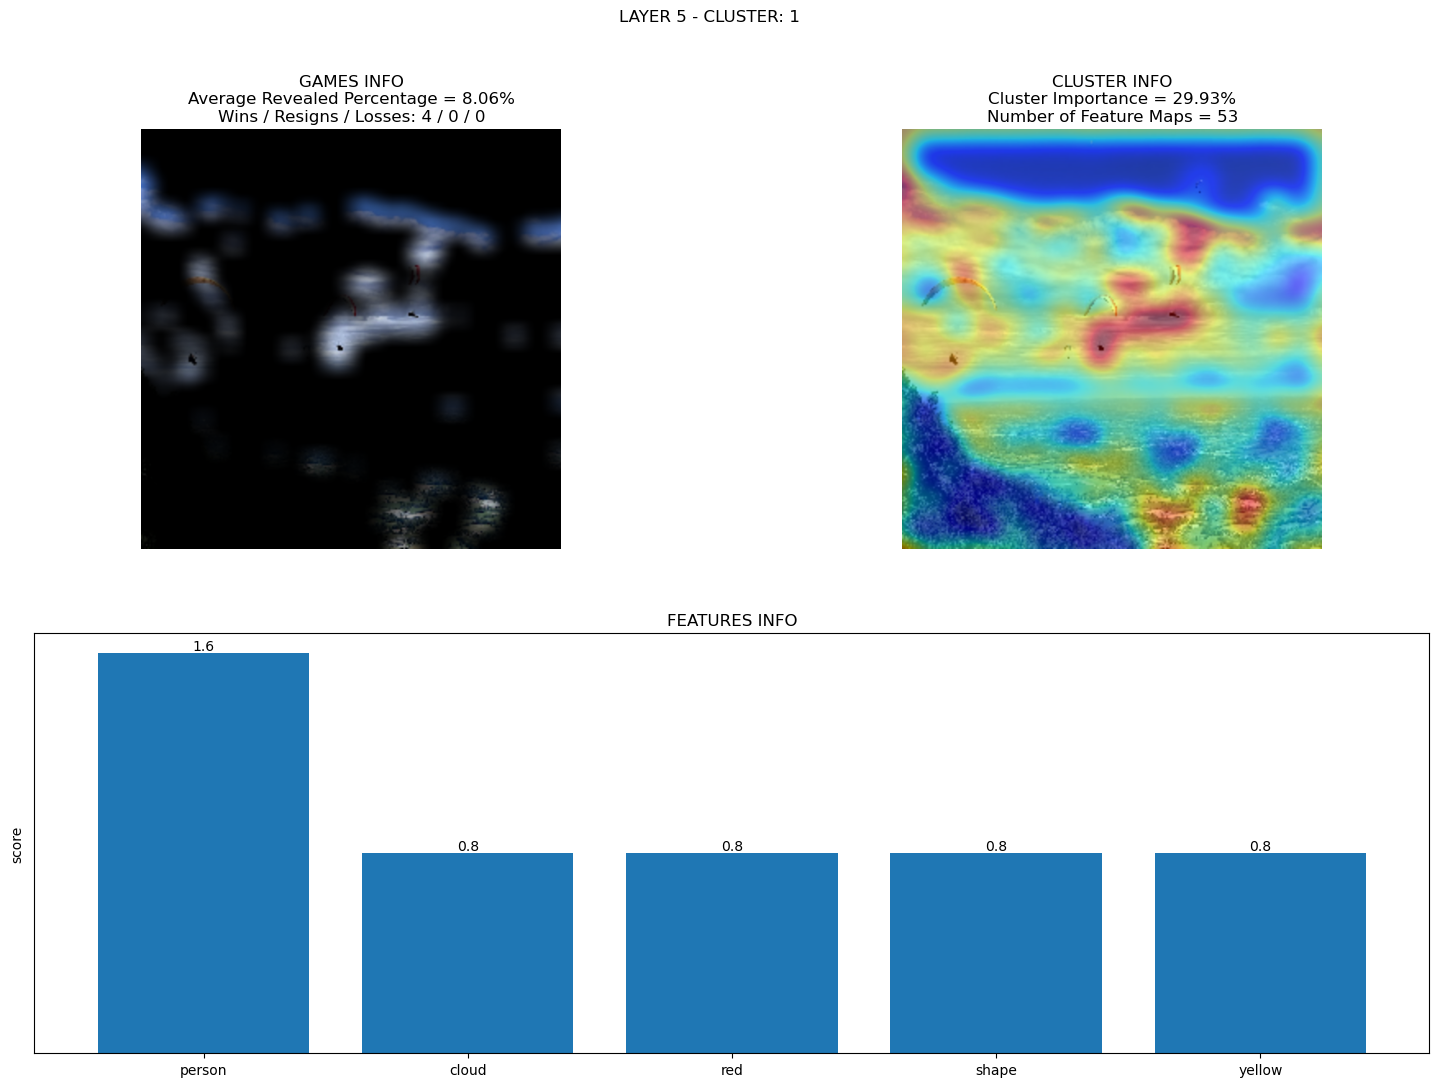 LAYER 5 - CLUSTER: 1
GAMES INFO
Average Revealed Percentage = 8.06%
Wins / Resigns / Losses: 4 / 0 / 0
CLUSTER INFO
Cluster Importance = 29.93%
Number of Feature Maps = 53
FEATURES INFO
score
1.6
0.8
0.8
0.8
0.8
person
cloud
red
shape
yellow